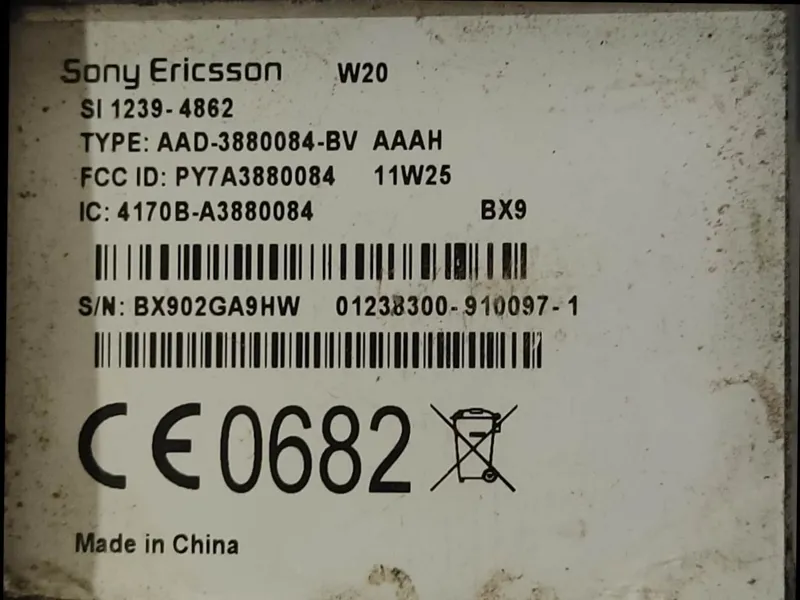 Sony Ericsson W20
SI 1239-4862
TYPE: AAD-3880084-BV AAAH
FCC ID: PY7A3880084 11W25
IC: 4170B-A3880084 BX9
S/N: BX902GA9HW 01238300-910097-1
CE0682
Made in China